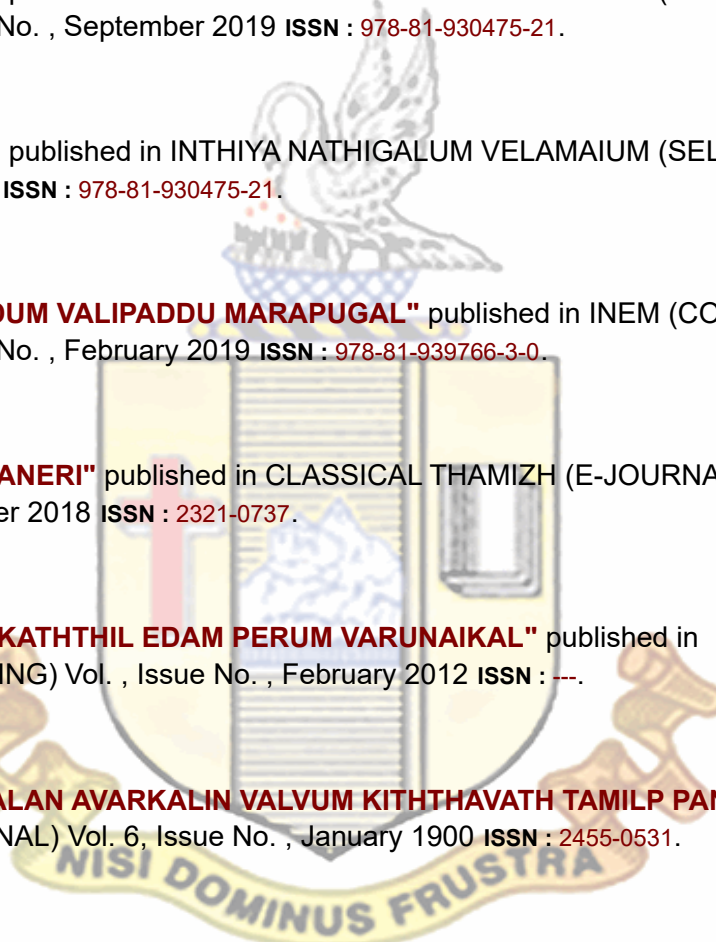 No. , September 2019 ISSN : 978-81-930475-21.
published in INTHIYA NATHIGALUM VELAMAIUM (SEL
ISSN : 978-81-930475-21.
DUM VALIPADDU MARAPUGAL" published in INEM (CO
No. , February 2019 ISSN : 978-81-939766-3-0.
ANERI" published in CLASSICAL THAMIZH (E-JOURNA
er 2018 ISSN : 2321-0737.
KATHTHIL EDAM PERUM VARUNAIKAL" published in
ING) Vol. , Issue No. , February 2012 ISSN : ---.
ALAN AVARKALIN VALVUM KITHTHAVATH TAMILP PAN
NAL) Vol. 6, Issue No. , January 1900 ISSN : 2455-0531.
NISI DOMINUS FRUSTRA